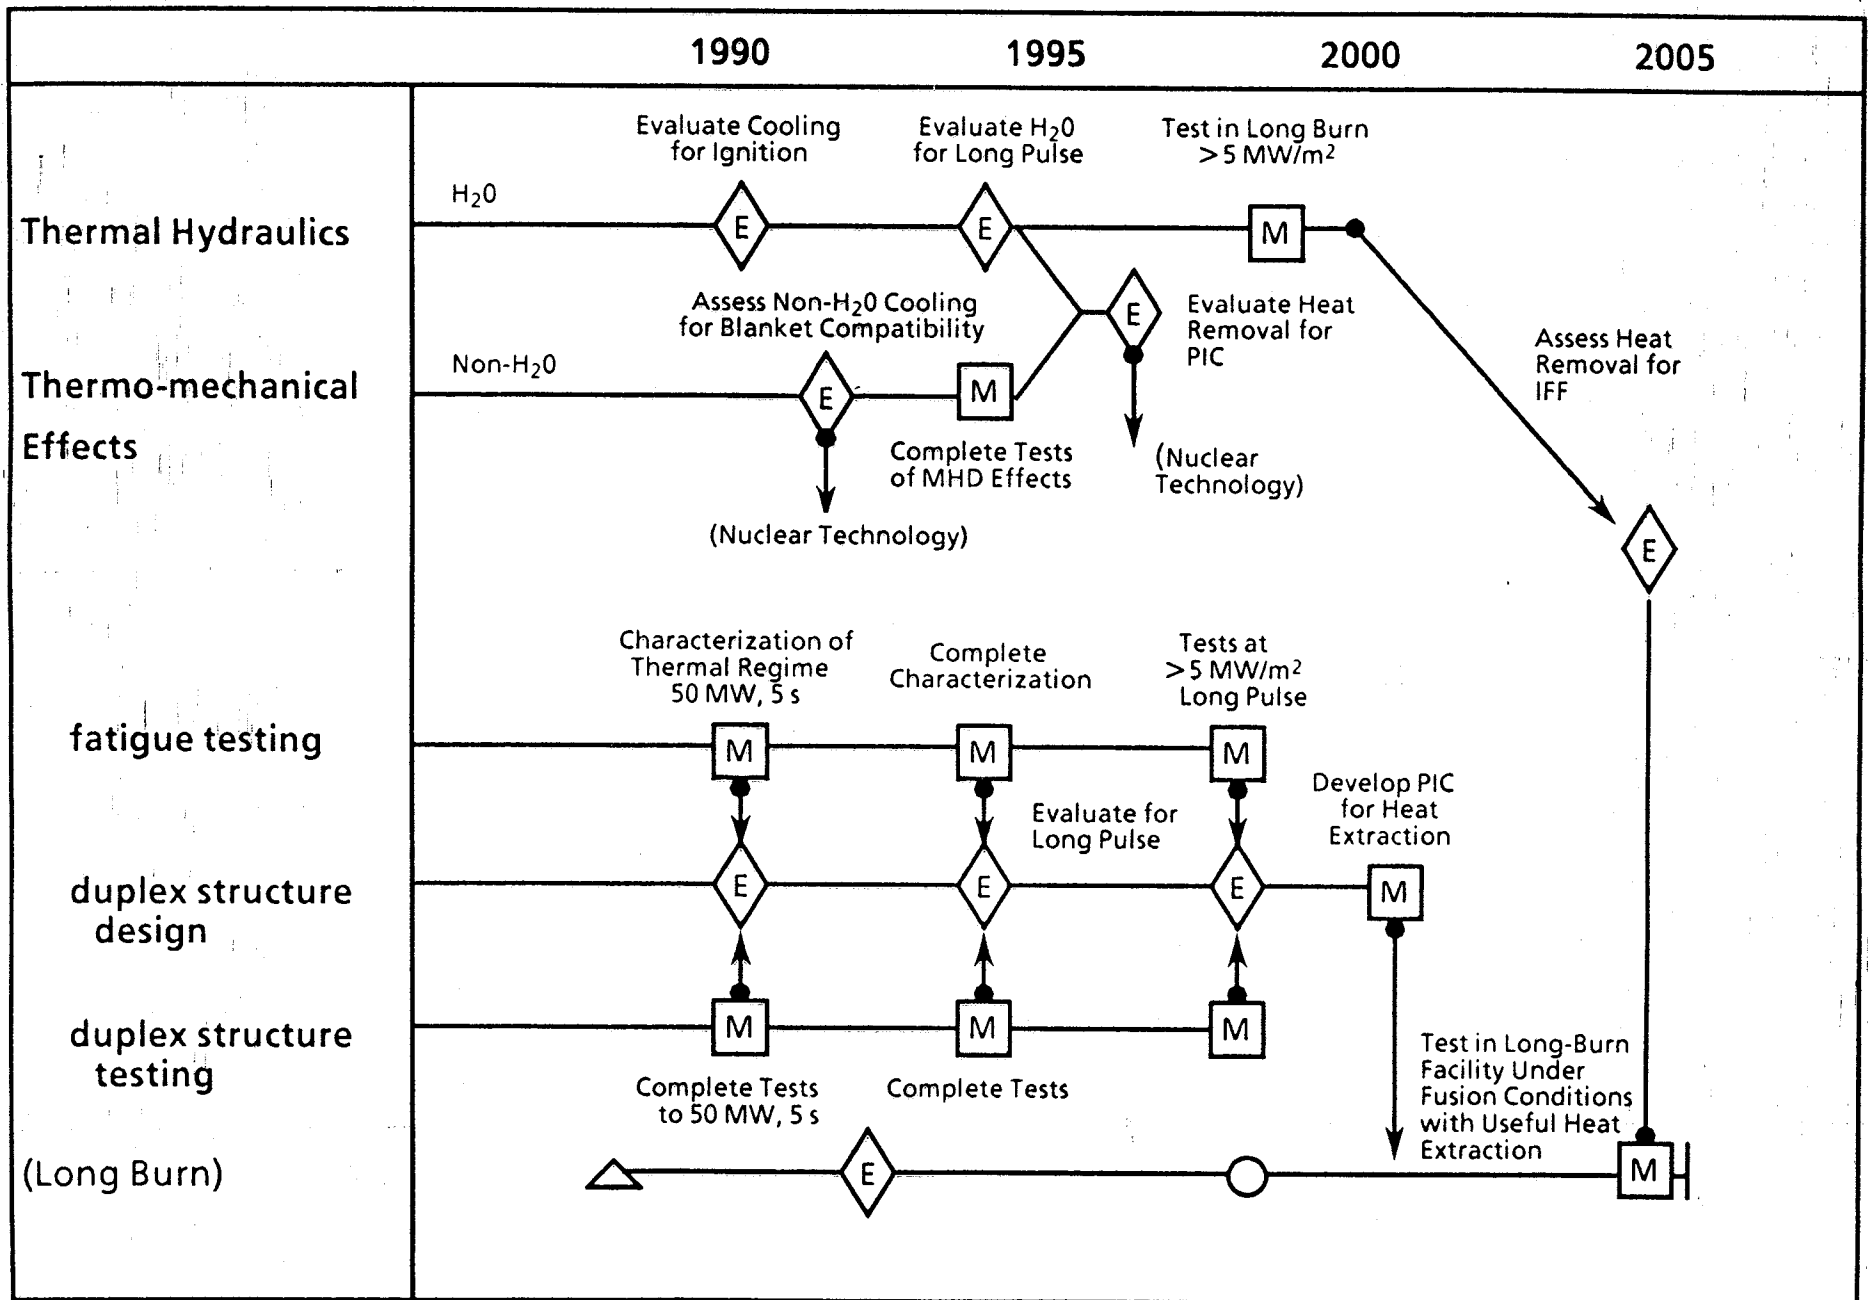 1990 1995 2000 2005
Evaluate Cooling
for Ignition
Evaluate H₂0
for Long Pulse
Test in Long Burn
>5 MW/m²
H₂0
E
E
M
Thermal Hydraulics
Assess Non-H₂0 Cooling
for Blanket Compatibility
E
Evaluate Heat
Removal for
PIC
Assess Heat
Removal for
IFF
Non-H₂0
Thermo-mechanical
Effects
E
M
Complete Tests
of MHD Effects
(Nuclear
Technology)
(Nuclear Technology)
E
Characterization of
Thermal Regime
50 MW, 5 s
Complete
Characterization
Tests at
>5 MW/m²
Long Pulse
fatigue testing
M
M
M
Evaluate for
Long Pulse
Develop PIC
for Heat
Extraction
duplex structure
design
E
E
E
M
duplex structure
testing
M
M
M
Complete Tests
to 50 MW, 5 s
Complete Tests
Test in Long-Burn
Facility Under
Fusion Conditions
with Useful Heat
Extraction
(Long Burn)
E
M